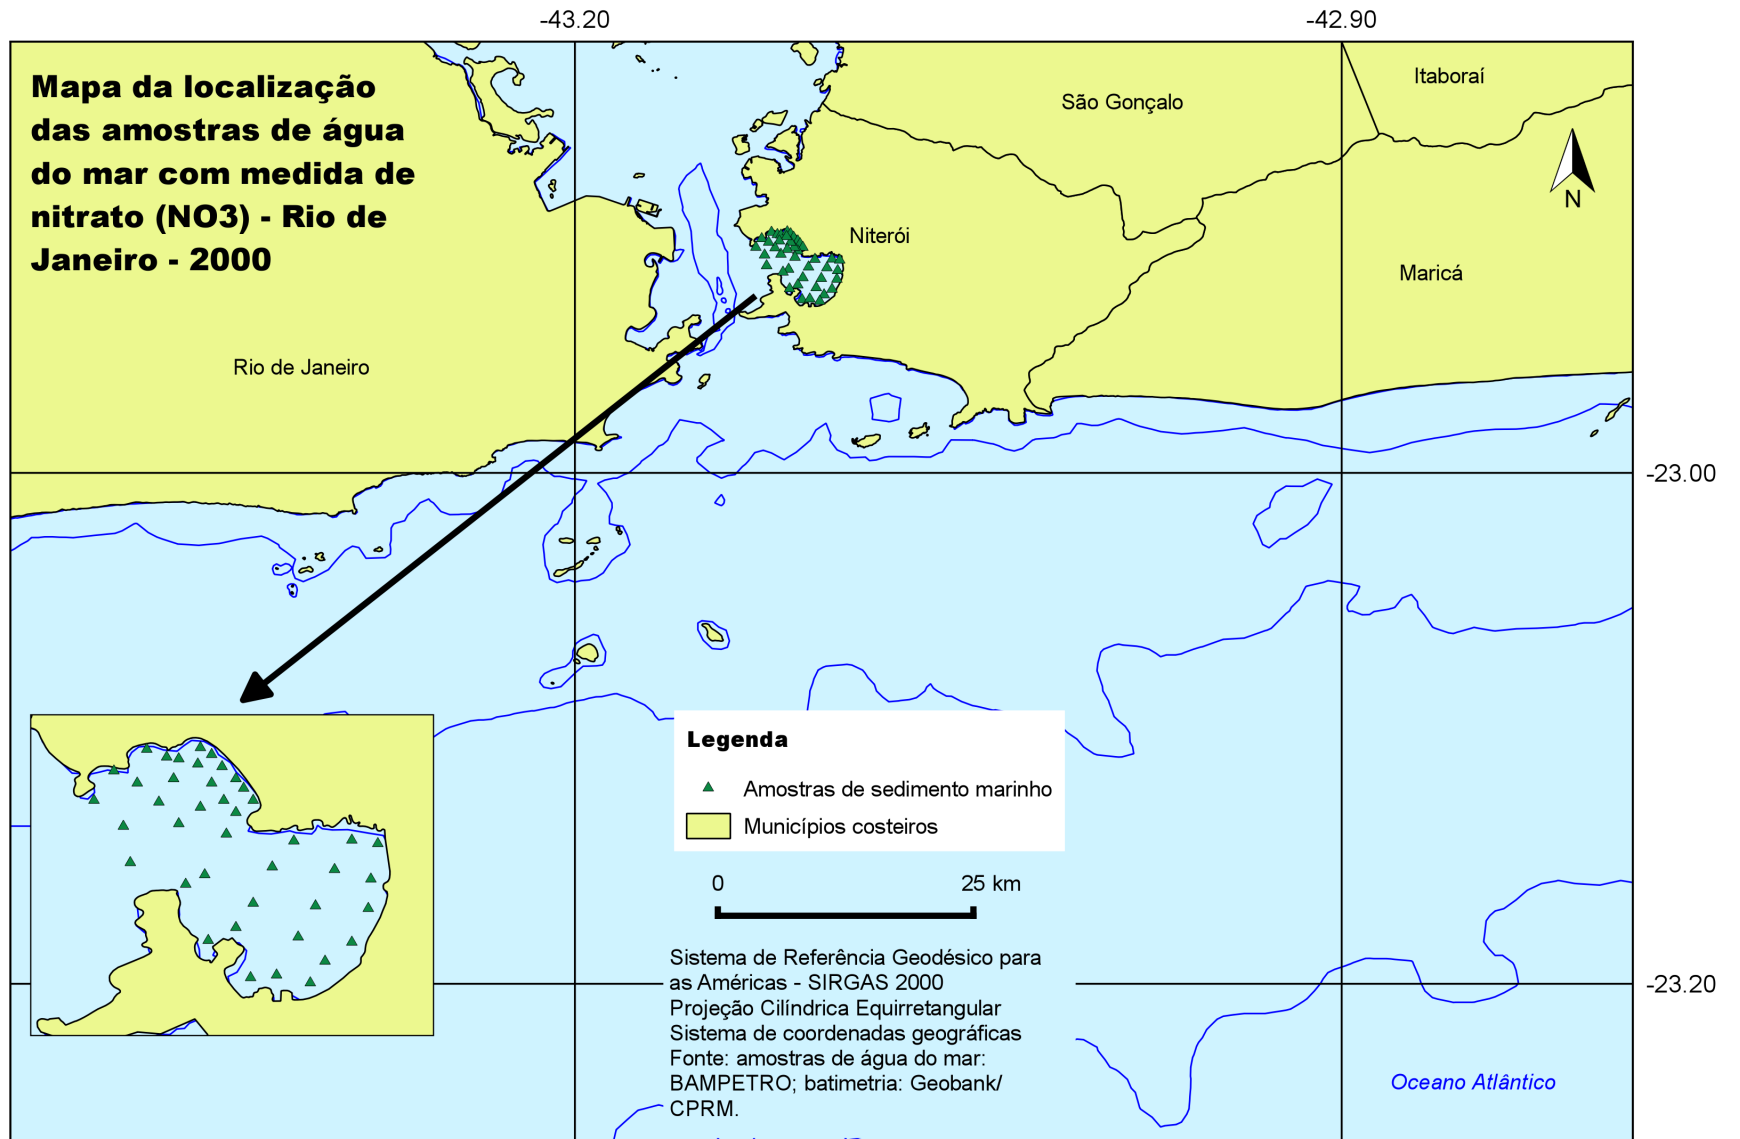 -43.20
-42.90
Mapa da localização
das amostras de água
do mar com medida de
nitrato (NO3) - Rio de
Janeiro - 2000
Itaboraí
São Gonçalo
N
Niterói
Maricá
Rio de Janeiro
-23.00
Legenda
Amostras de sedimento marinho
Municípios costeiros
0 25 km
Sistema de Referência Geodésico para
as Américas - SIRGAS 2000
Projeção Cilíndrica Equirretangular
Sistema de coordenadas geográficas
Fonte: amostras de água do mar:
BAMPETRO; batimetria: Geobank/
CPRM.
-23.20
Oceano Atlântico